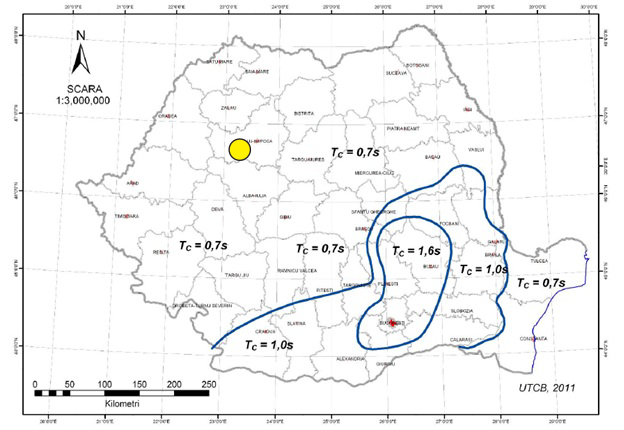 N
SCARA
1:3,000,000
SATU MARE
BAIA MARE
BOTOSANI
SUCEAVA
ZALAU
ORADEA
BISTRITA
PIATRA NEAMT
TC = 0,7s
VASLUI
BACAU
TARGU MURES
MIERCUREA-CIUC
ARAD
ALBA IULIA
DEVA
SIBIU
SFANTU GHEORGHE
TIMISOARA
FOCSANI
BRASOV
GALATI
TC = 0,7s
TC = 0,7s
TC = 1,6s
RESITA
BRAILA
TULCEA
BUZAU
TC = 1,0s
TARGU JIU
RAMNICU VALCEA
TC = 0,7s
PLOIESTI
PITESTI
DROBETA-TURNU SEVERIN
SLOBOZIA
BUCURESTI
SLATINA
CRAIOVA
CALARASI
CONSTANTA
TC = 1,0s
ALEXANDRIA
GIURGIU
0 50 100 150 200 250
Kilometri
UTCB, 2011